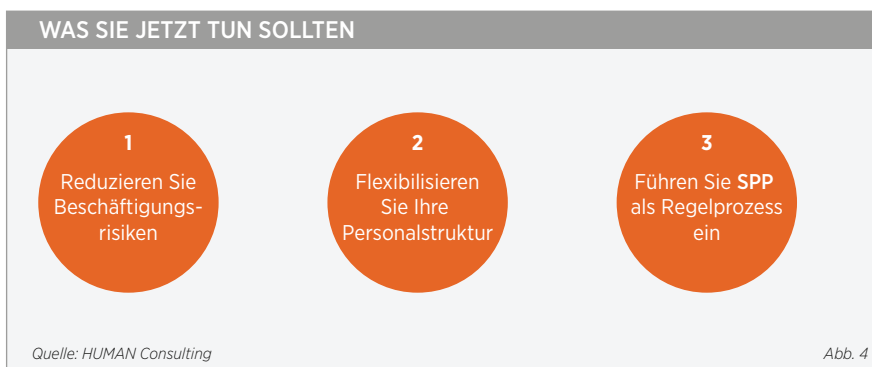 WAS SIE JETZT TUN SOLLTEN
1
Reduzieren Sie
Beschäftigungs-
risiken
2
Flexibilisieren
Sie Ihre
Personalstruktur
3
Führen Sie SPP
als Regelprozess
ein
Quelle: HUMAN Consulting
Abb. 4